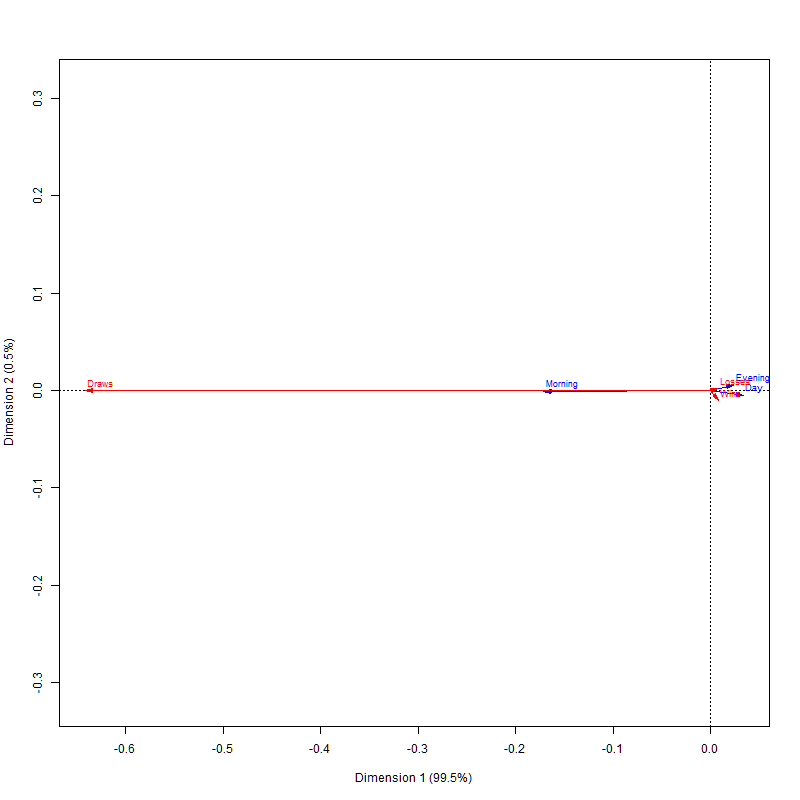 0.3
0.2
0.1
0.0
-0.1
-0.2
-0.3
Dimension 2 (0.5%)
Draws
Morning
Evening
Losses
Day
-0.6
-0.5
-0.4
-0.3
-0.2
-0.1
0.0
Dimension 1 (99.5%)